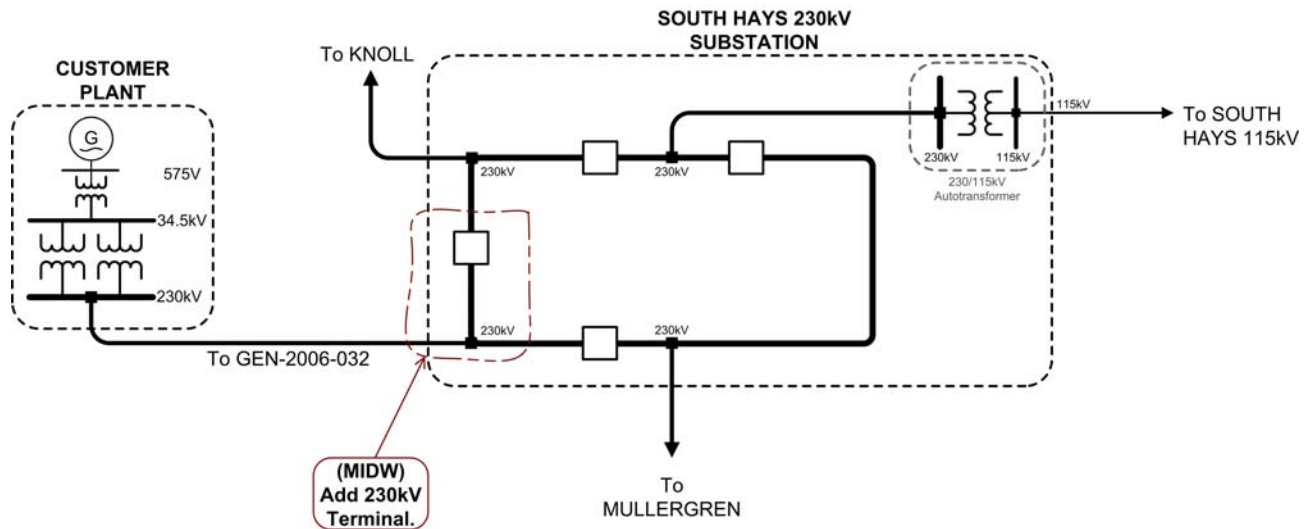 SOUTH HAYS 230kV
SUBSTATION
To KNOLL
CUSTOMER
PLANT
G
575V
34.5kV
230kV
230kV
230kV
230kV
115kV
115kV
230/115kV
Autotransformer
To SOUTH
HAYS 115kV
230kV
230kV
To GEN-2006-032
(MIDW)
Add 230kV
Terminal.
To
MULLERGREN